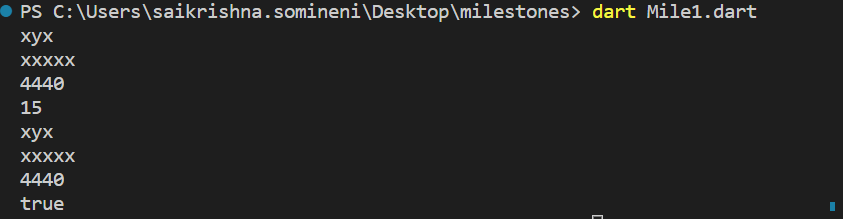 PS C:\Users\saikrishna.somineni\Desktop\milestones> dart Mile1.dart
xyx
xxxxx
4440
15
xyx
xxxxx
4440
true